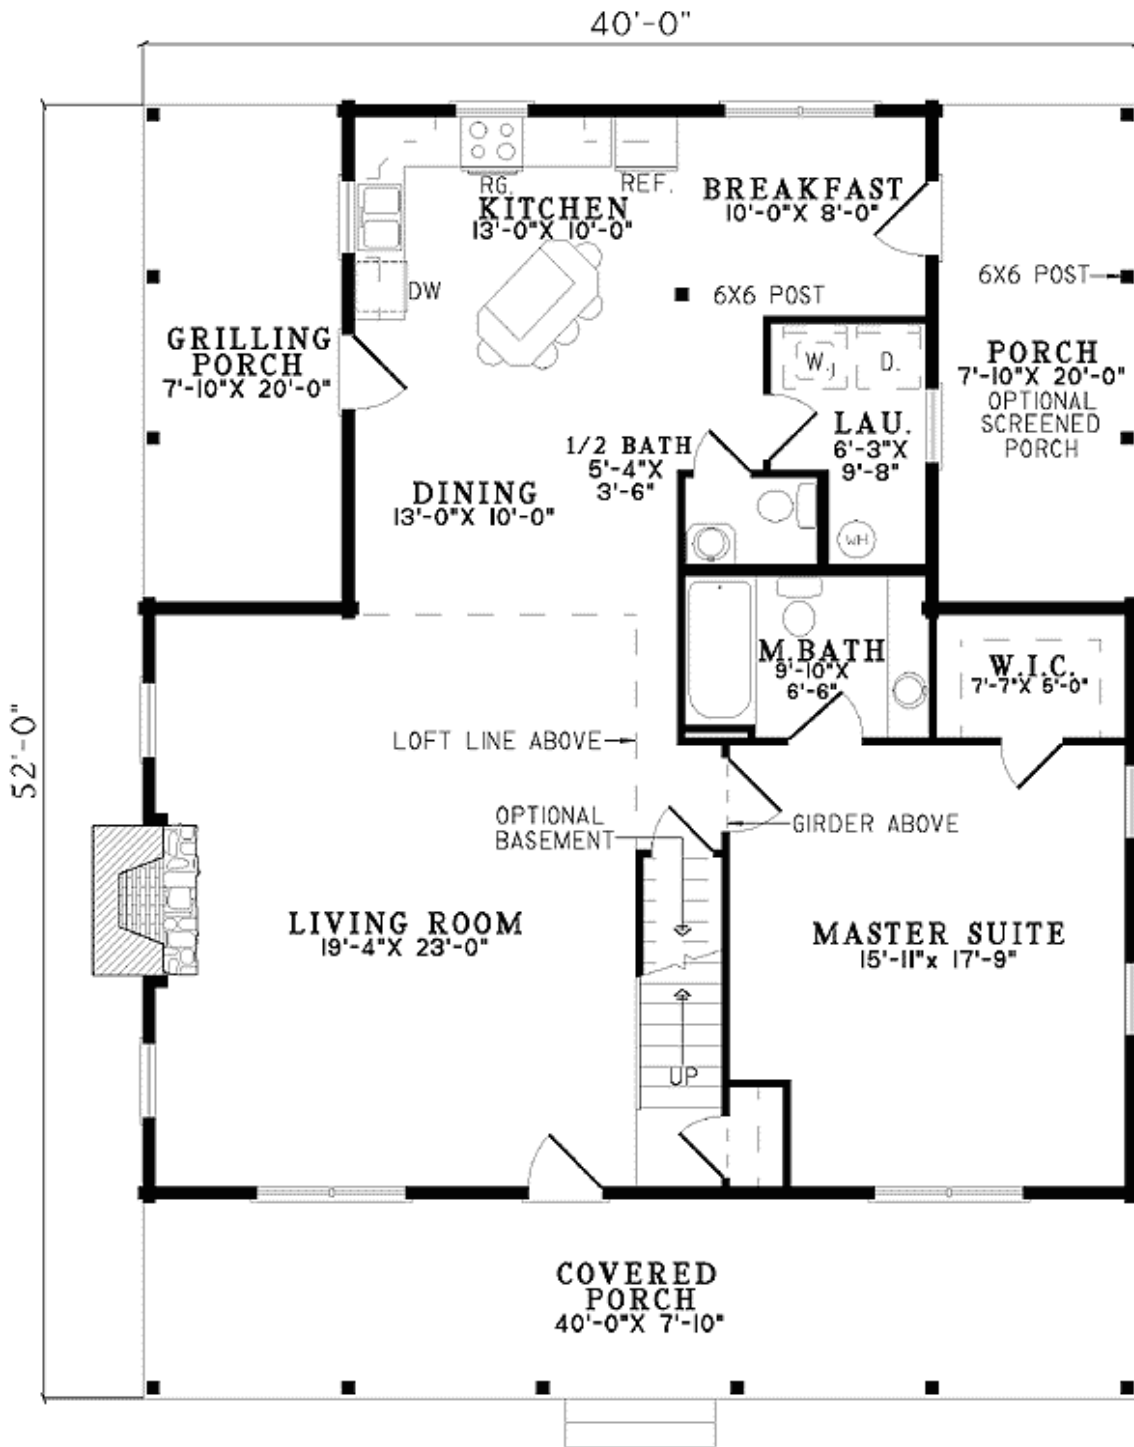 40'-0"
52'-0"
RG.
REF.
KITCHEN
13'-0"X 10'-0"
BREAKFAST
10'-0"X 8'-0"
DW
6X6 POST
6X6 POST
GRILLING
PORCH
7'-10"X 20'-0"
W.
D.
PORCH
7'-10"X 20'-0"
OPTIONAL
SCREENED
PORCH
LAU.
6'-3"X
9'-8"
1/2 BATH
5'-4"X
3'-6"
DINING
13'-0"X 10'-0"
WH
M.BATH
9'-10"X
6'-6"
W.I.C.
7'-7"X 5'-0"
LOFT LINE ABOVE
OPTIONAL
BASEMENT
GIRDER ABOVE
LIVING ROOM
19'-4"X 23'-0"
MASTER SUITE
15'-11"x 17'-9"
UP
COVERED
PORCH
40'-0"X 7'-10"